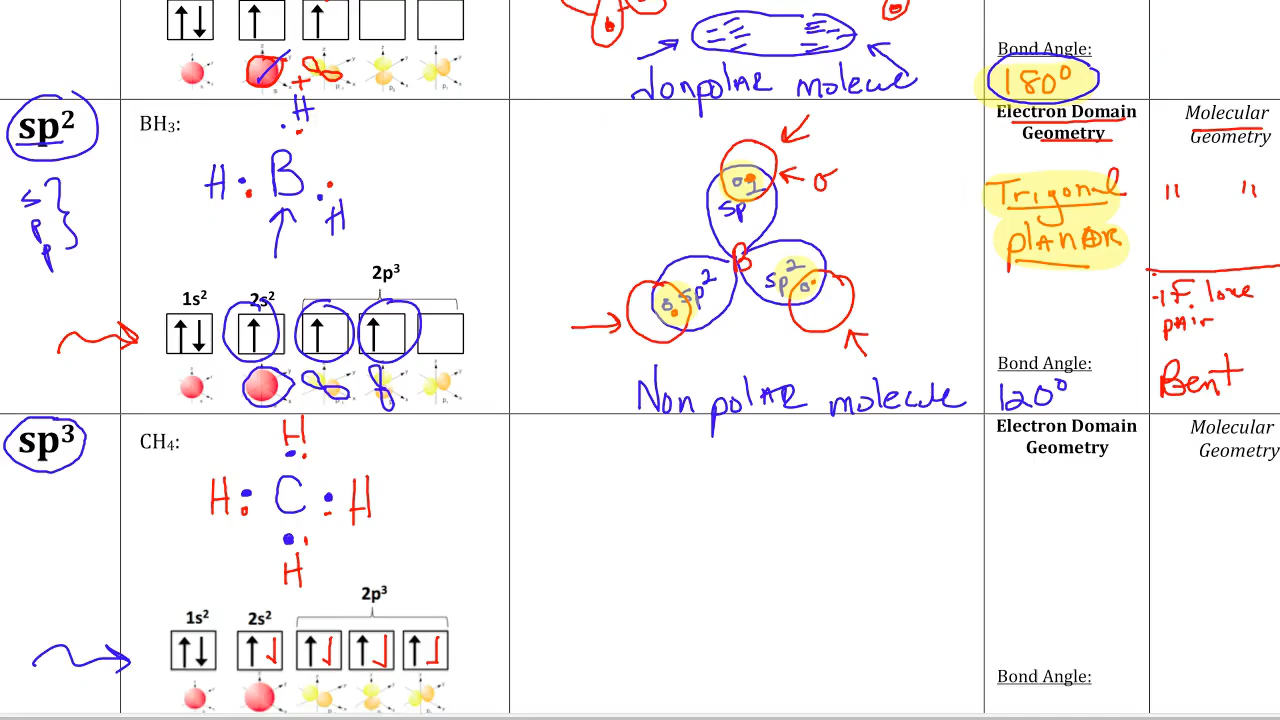 Bond Angle:
180°
Nonpolar molecule
sp²
s
p
p
BH₃:
H
H : B
H
1s² 2s² 2p³
σ
sp
B
sp² sp²
Non polar molecule
Electron Domain
Geometry
Trigonal
planar
Bond Angle:
120°
Molecular
Geometry
" "
if lone
pair
Bent
sp³
CH₄:
H
H : C : H
H
2p³
1s² 2s²
Electron Domain
Geometry
Bond Angle:
Molecular
Geometry